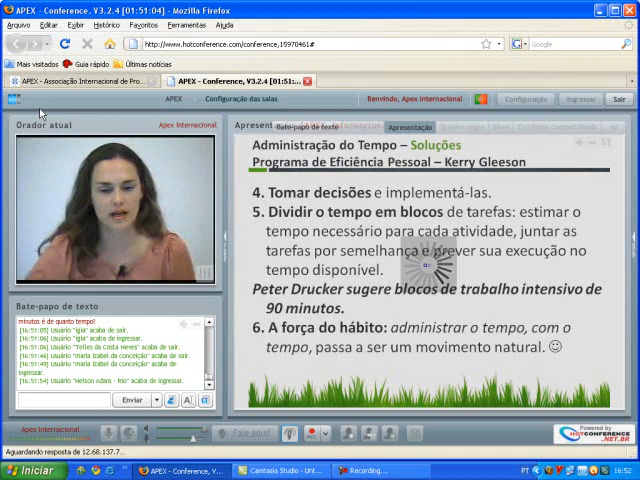 APEX - Conference, V3.2.4 [01:51:04] - Mozilla Firefox
Arquivo Editar Exibir Histórico Favoritos Ferramentas Ajuda
http://www.hotconference.com/conference,15970461#
Google
Mais visitados Guia rápido Últimas notícias
APEX - Associação Internacional de Pro...
APEX - Conference, V3.2.4 [01:51:...
APEX Configuração das salas
Benvindo, Apex Internacional
Configuração Ingressar Sair
Orador atual Apex Internacional
Bate-papo de texto
Apresentação
Administração do Tempo – Soluções
Programa de Eficiência Pessoal – Kerry Gleeson
4. Tomar decisões e implementá-las.
5. Dividir o tempo em blocos de tarefas: estimar o
tempo necessário para cada atividade, juntar as
tarefas por semelhança e prever sua execução no
tempo disponível.
Peter Drucker sugere blocos de trabalho intensivo de
90 minutos.
6. A força do hábito: administrar o tempo, com o
tempo, passa a ser um movimento natural. ☺
Bate-papo de texto
minutos é de quanto tempo!
[16:51:05] Usuário "igia" acaba de sair.
[16:51:06] Usuário "igia" acaba de ingressar.
[16:51:06] Usuário "Telles da Costa Neves" acaba de sair.
[16:51:46] Usuário "maria izabel da conceição" acaba de sair.
[16:51:49] Usuário "maria izabel da conceição" acaba de
ingressar.
[16:51:54] Usuário "Nelson Adans - Rio" acaba de ingressar.
Enviar
Apex Internacional
Fale aqui!
REC
Powered by
HOTCONFERENCE
.NET.BR
Aguardando resposta de 12.68.137.7...
Iniciar
APEX - Conference, V...
Camtasia Studio - Unt...
Recording...
PT
16:52